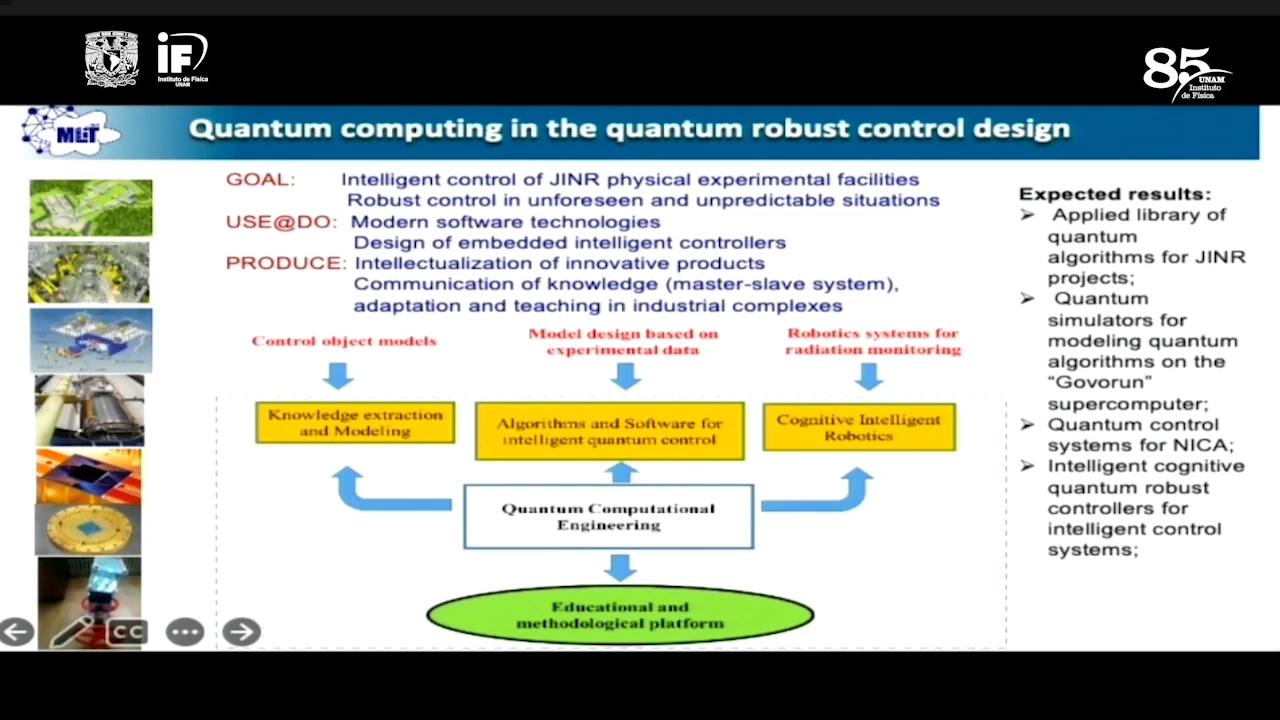 iF
Instituto de Física
UNAM
85
UNAM
Instituto
de Física
MLiT
Quantum computing in the quantum robust control design
GOAL: Intelligent control of JINR physical experimental facilities
Robust control in unforeseen and unpredictable situations
USE@DO: Modern software technologies
Design of embedded intelligent controllers
PRODUCE: Intellectualization of innovative products
Communication of knowledge (master-slave system),
adaptation and teaching in industrial complexes
Control object models
Model design based on
experimental data
Robotics systems for
radiation monitoring
Knowledge extraction
and Modeling
Algorithms and Software for
intelligent quantum control
Cognitive Intelligent
Robotics
Quantum Computational
Engineering
Educational and
methodological platform
Expected results:
➢ Applied library of
quantum
algorithms for JINR
projects;
➢ Quantum
simulators for
modeling quantum
algorithms on the
“Govorun”
supercomputer;
➢ Quantum control
systems for NICA;
➢ Intelligent cognitive
quantum robust
controllers for
intelligent control
systems;
CC